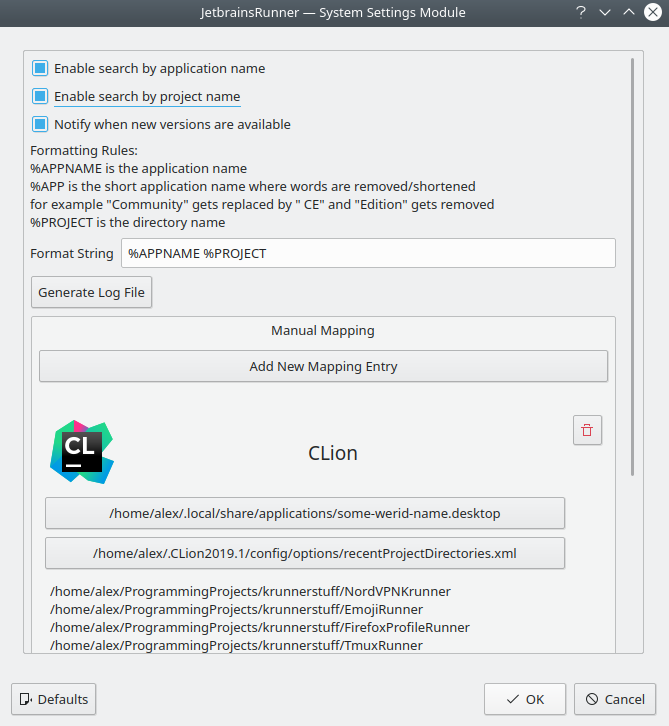 JetbrainsRunner — System Settings Module
Enable search by application name
Enable search by project name
Notify when new versions are available
Formatting Rules:
%APPNAME is the application name
%APP is the short application name where words are removed/shortened
for example "Community" gets replaced by " CE" and "Edition" gets removed
%PROJECT is the directory name
Format String %APPNAME %PROJECT
Generate Log File
Manual Mapping
Add New Mapping Entry
CL
CLion
/home/alex/.local/share/applications/some-werid-name.desktop
/home/alex/.CLion2019.1/config/options/recentProjectDirectories.xml
/home/alex/ProgrammingProjects/krunnerstuff/NordVPNKrunner
/home/alex/ProgrammingProjects/krunnerstuff/EmojiRunner
/home/alex/ProgrammingProjects/krunnerstuff/FirefoxProfileRunner
/home/alex/ProgrammingProjects/krunnerstuff/TmuxRunner
Defaults OK Cancel